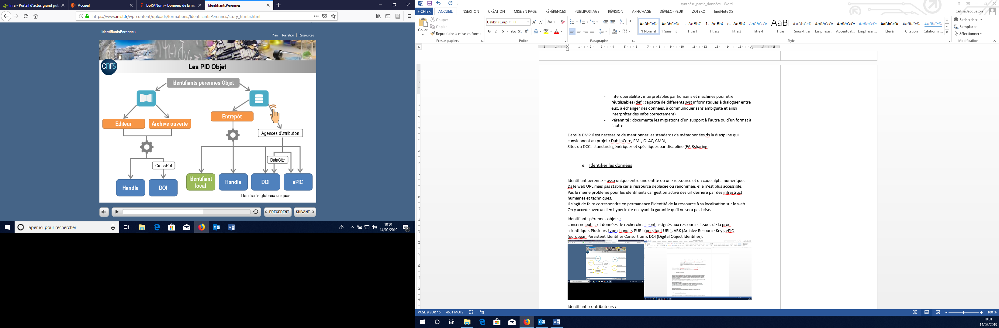 Inra - Portail d'actus grand pub
Accueil
DoRANum – Données de la rec
IdentifiantsPerennes
https://www.inist.fr/wp-content/uploads/formations/IdentifiantsPerennes/story_html5.html
IdentifiantsPerennes
Plan | Narration | Ressources
cnrs
Les PID Objet
Identifiants pérennes Objet
Entrepôt
Editeur
Archive ouverte
Agences d'attribution
DataCite
CrossRef
Identifiant local
Handle
DOI
ePIC
Handle
DOI
Identifiants globaux uniques
PRECEDENT
SUIVANT
Taper ici pour rechercher
10:01
14/02/2019
4
synthèse_partie_données - Word
FICHIER
ACCUEIL
INSERTION
CRÉATION
MISE EN PAGE
RÉFÉRENCES
PUBLIPOSTAGE
RÉVISION
AFFICHAGE
DÉVELOPPEUR
ZOTERO
EndNote X5
Céline Jacqueton
Coller
Couper
Copier
Reproduire la mise en forme
Presse-papiers
Calibri (Corp
11
Police
Paragraphe
¶ Normal
¶ Sans int...
Titre 1
Titre 2
Titre 3
Titre 4
Titre
Sous-titre
Emphase...
Accentuat...
Emphase i...
Élevé
Citation
Citation in...
Style
Rechercher
Remplacer
Sélectionner
Modification
- Interopérabilité : interprétables par humains et machines pour être
réutilisables (def : capacité de différents syst informatiques à dialoguer entre
eux, à échanger des données, à communiquer sans ambigüité et ainsi
interpréter des infos correctement)
- Pérennité : documente les migrations d'un support à l'autre ou d'un format à
l'autre
Dans le DMP il est nécessaire de mentionner les standards de métadonnées ds la discipline qui
conviennent au projet : DublinCore, EML, OLAC, CMDI,
Sites du DCC : standards génériques et spécifiques par discipline (FAIRsharing)
e. Identifier les données
Identifiant pérenne = asso unique entre une entité ou une ressource et un code alpha numérique.
Ds le web URL mais pas stable car si ressource déplacée ou renommée, elle n'est plus accessible.
Pas le même problème pour les identifiants car gestion active des url derrière par des infrastruct
humaines et techniques.
Il s'agit de faire correspondre en permanence l'identité de la ressource à sa localisation sur le web.
On y accède avec un lien hypertexte en ayant la garantie qu'il ne sera pas brisé.
Identifiants pérennes objets :
concerne publis et données de recherche. Il sont assignés aux ressources issues de la prod
scientifique. Plusieurs type : handle, PURL (persitant URL), ARK (Archive Resource Key), ePIC
(european Persistent Identifier Consortium), DOI (Digital Object Identifier).
Les PID Objet
Identifiants contributeurs :
PAGE 9 SUR 16
4631 MOTS
100 %
10:01
14/02/2019